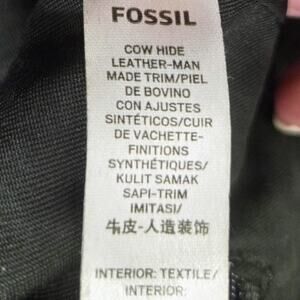 FOSSIL
COW HIDE
LEATHER-MAN
MADE TRIM/PIEL
DE BOVINO
CON AJUSTES
SINTÉTICOS/CUIR
DE VACHETTE-
FINITIONS
SYNTHÉTIQUES/
KULIT SAMAK
SAPI-TRIM
IMITASI/
牛皮-人造装饰
INTERIOR: TEXTILE/
INTERIOR: